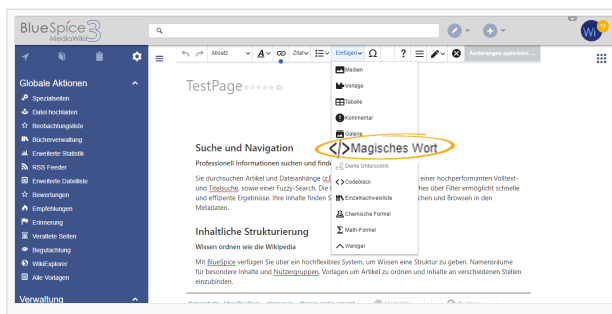 BlueSpice 3
MediaWiki
Absatz
A
Zitat
Einfügen
Ω
?
Änderungen speichern ...
Globale Aktionen
Spezialseiten
Datei hochladen
Beobachtungsliste
Bücherverwaltung
Erweiterte Statistik
RSS Feeder
Erweiterte Dateiliste
Bewertungen
Empfehlungen
Erinnerung
Veraltete Seiten
Begutachtung
WikiExplorer
Alle Vorlagen
Verwaltung
TestPage
Medien
Vorlage
Tabelle
Kommentar
Galerie
</>Magisches Wort
Deine Unterschrift
Codeblock
Einzelnachweisliste
Chemische Formel
Math-Formel
Weniger
Suche und Navigation
Professionell Informationen suchen und finde
Sie durchsuchen Artikel und Dateianhänge (z.B einer hochperformanten Volltext-
und Titelsuche, sowie einer Fuzzy-Search. Die hes über Filter ermöglicht schnelle
und effiziente Ergebnisse. Ihre Inhalte finden S chen und Browsen in den
Metadaten.
Inhaltliche Strukturierung
Wissen ordnen wie die Wikipedia
Mit BlueSpice verfügen Sie über ein hochflexibles System, um Wissen eine Struktur zu geben. Namensräume
für besondere Inhalte und Nutzergruppen, Vorlagen um Artikel zu ordnen und Inhalte an verschiedenen Stellen
einzubinden.
WI